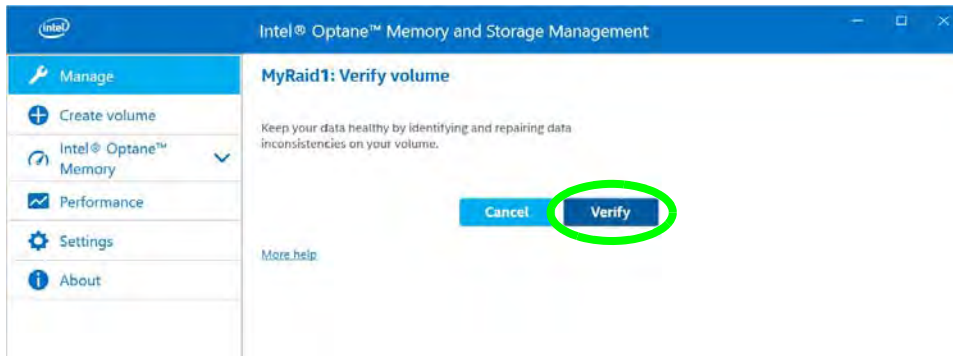 intel
Intel® Optane™ Memory and Storage Management
Manage
Create volume
Intel® Optane™
Memory
Performance
Settings
About
MyRaid1: Verify volume
Keep your data healthy by identifying and repairing data
inconsistencies on your volume.
Cancel
Verify
More help